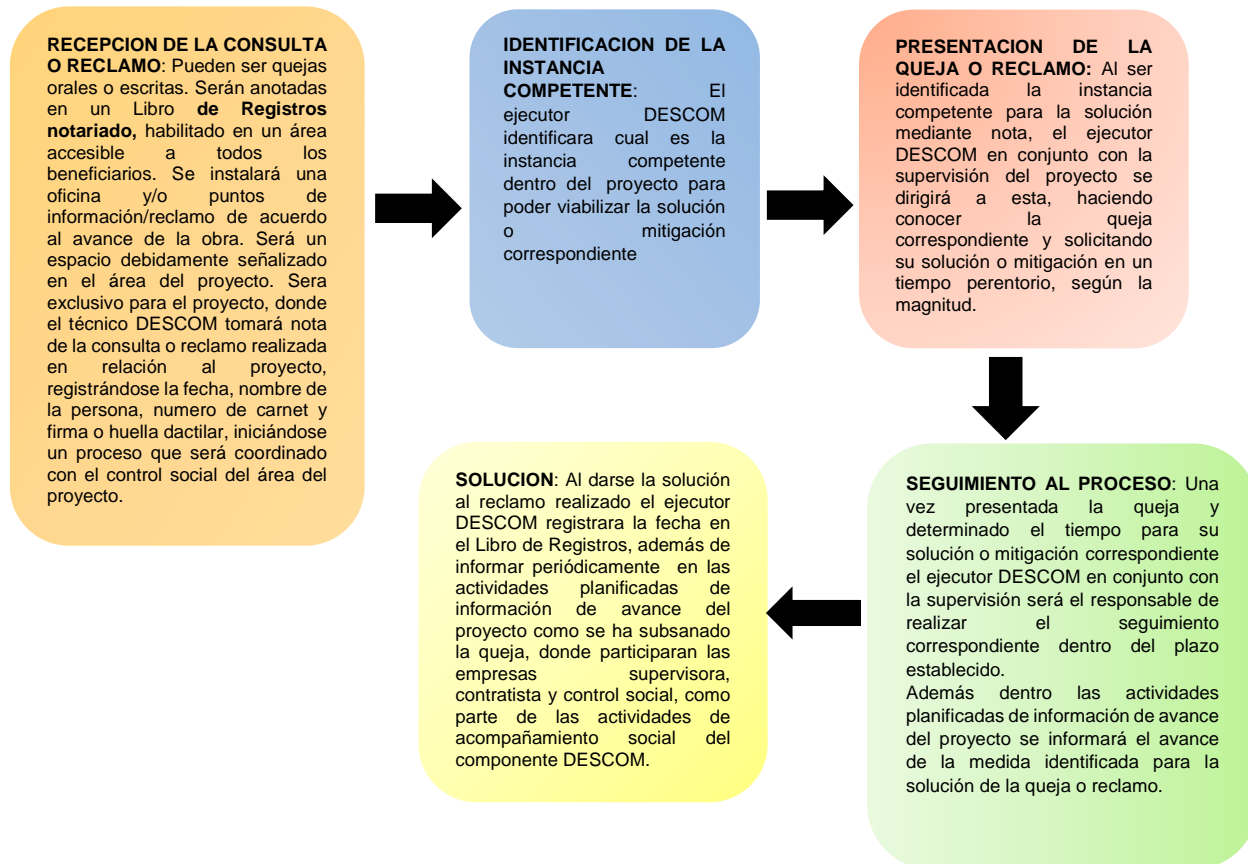 RECEPCION DE LA CONSULTA
O RECLAMO: Pueden ser quejas
orales o escritas. Serán anotadas
en un Libro de Registros
notariado, habilitado en un área
accesible a todos los
beneficiarios. Se instalará una
oficina y/o puntos de
información/reclamo de acuerdo
al avance de la obra. Será un
espacio debidamente señalizado
en el área del proyecto. Sera
exclusivo para el proyecto, donde
el técnico DESCOM tomará nota
de la consulta o reclamo realizada
en relación al proyecto,
registrándose la fecha, nombre de
la persona, numero de carnet y
firma o huella dactilar, iniciándose
un proceso que será coordinado
con el control social del área del
proyecto.
IDENTIFICACION DE LA
INSTANCIA
COMPETENTE: El
ejecutor DESCOM
identificara cual es la
instancia competente
dentro del proyecto para
poder viabilizar la solución
o mitigación
correspondiente
PRESENTACION DE LA
QUEJA O RECLAMO: Al ser
identificada la instancia
competente para la solución
mediante nota, el ejecutor
DESCOM en conjunto con la
supervisión del proyecto se
dirigirá a esta, haciendo
conocer la queja
correspondiente y solicitando
su solución o mitigación en un
tiempo perentorio, según la
magnitud.
SEGUIMIENTO AL PROCESO: Una
vez presentada la queja y
determinado el tiempo para su
solución o mitigación correspondiente
el ejecutor DESCOM en conjunto con
la supervisión será el responsable de
realizar el seguimiento
correspondiente dentro del plazo
establecido.
Además dentro las actividades
planificadas de información de avance
del proyecto se informará el avance
de la medida identificada para la
solución de la queja o reclamo.
SOLUCION: Al darse la solución
al reclamo realizado el ejecutor
DESCOM registrara la fecha en
el Libro de Registros, además de
informar periódicamente en las
actividades planificadas de
información de avance del
proyecto como se ha subsanado
la queja, donde participaran las
empresas supervisora,
contratista y control social, como
parte de las actividades de
acompañamiento social del
componente DESCOM.